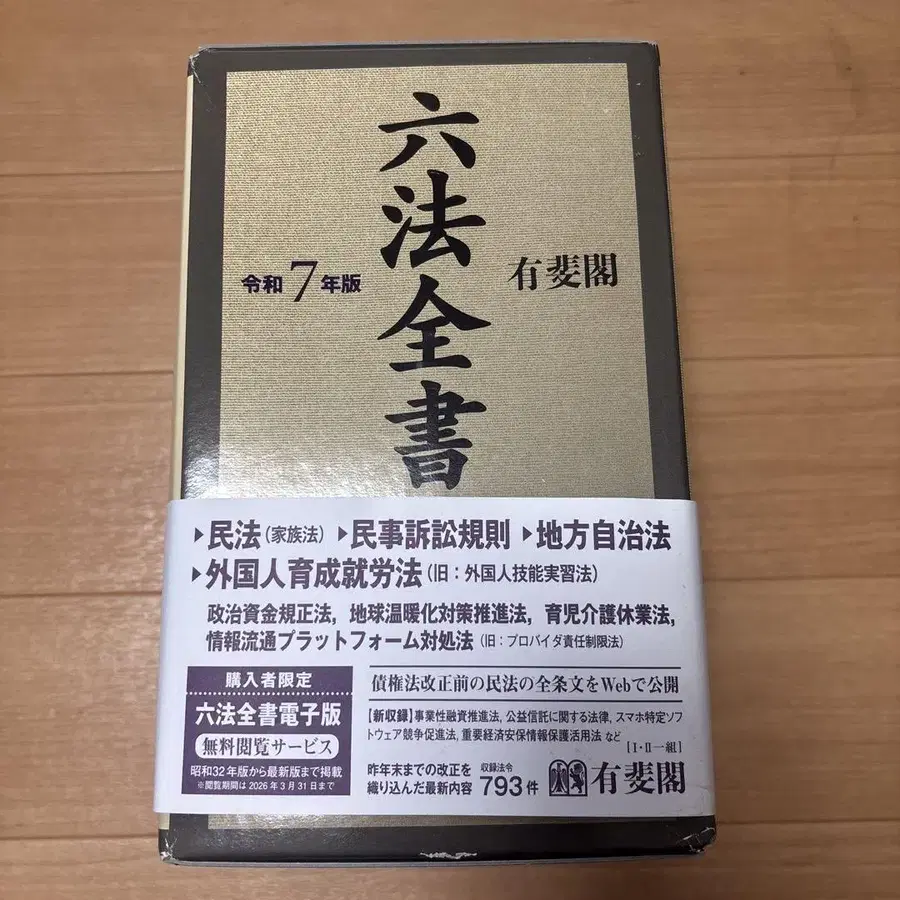 六法全書
令和7年版
有斐閣
▶民法(家族法) ▶民事訴訟規則 ▶地方自治法
▶外国人育成就労法(旧:外国人技能実習法)
政治資金規正法,地球温暖化対策推進法,育児介護休業法,
情報流通プラットフォーム対処法(旧:プロバイダ責任制限法)
購入者限定
六法全書電子版
無料閲覧サービス
昭和32年版から最新版まで掲載
※閲覧期間は2026年3月31日まで
債権法改正前の民法の全条文をWebで公開
【新収録】事業性融資推進法,公益信託に関する法律,スマホ特定ソフ
トウェア競争促進法,重要経済安保情報保護活用法 など
[Ⅰ・Ⅱ一組]
昨年末までの改正を
織り込んだ最新内容
収録法令
793件
有斐閣